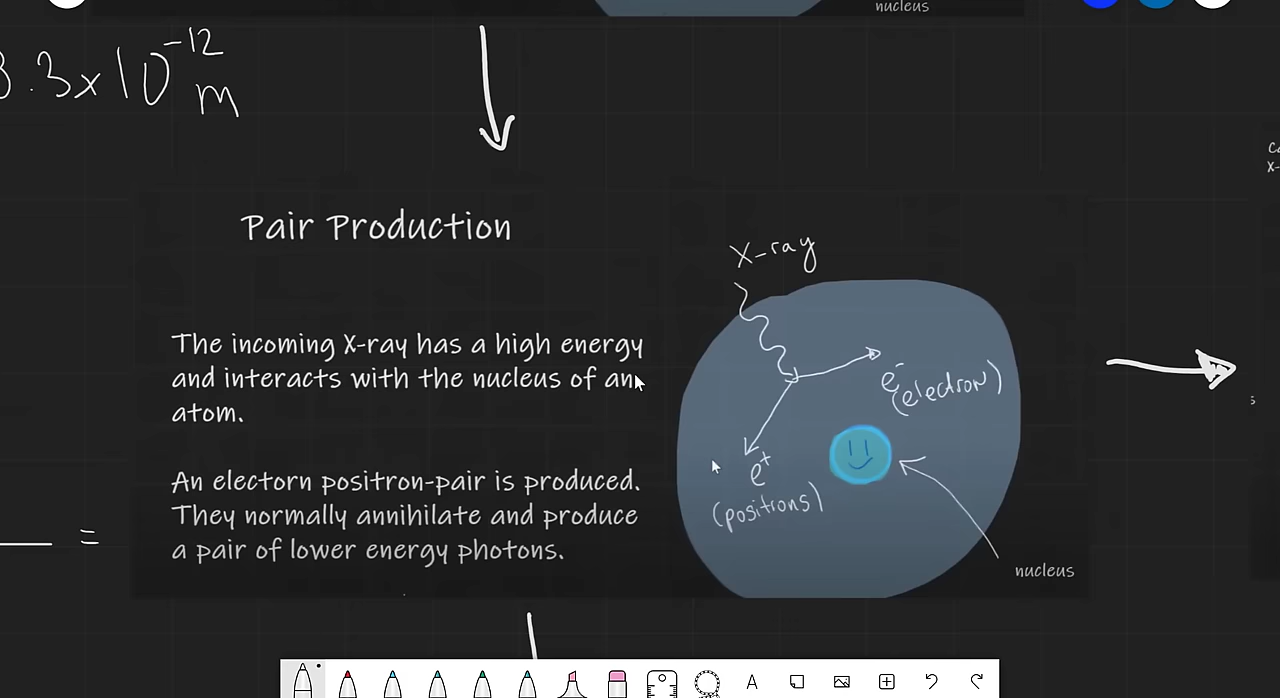 nucleus
3.3x10⁻¹² m
Pair Production
X-ray
The incoming X-ray has a high energy
and interacts with the nucleus of an
atom.
An electorn positron-pair is produced.
They normally annihilate and produce
a pair of lower energy photons.
e⁻
(electron)
e⁺
(positrons)
nucleus
=
A